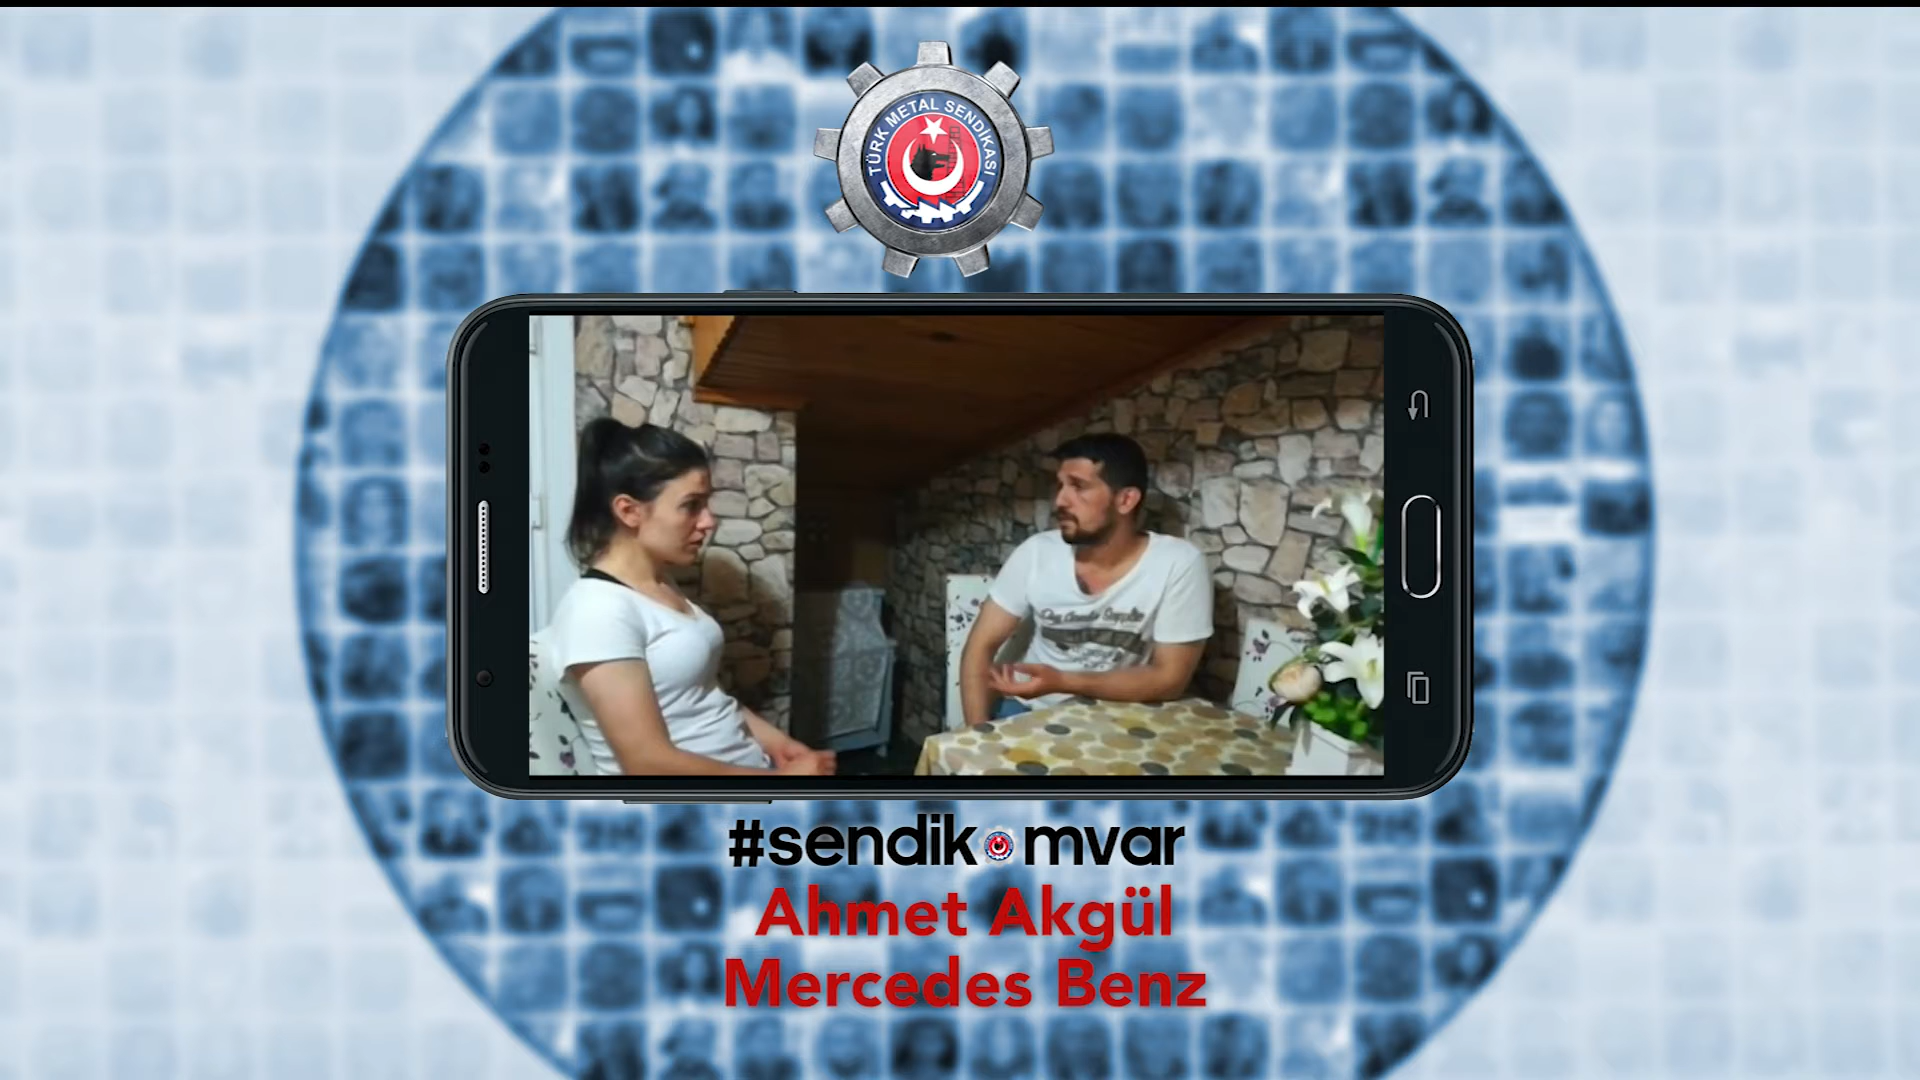 TÜRK METAL SENDİKASI
#sendikomvar
Ahmet Akgül
Mercedes Benz